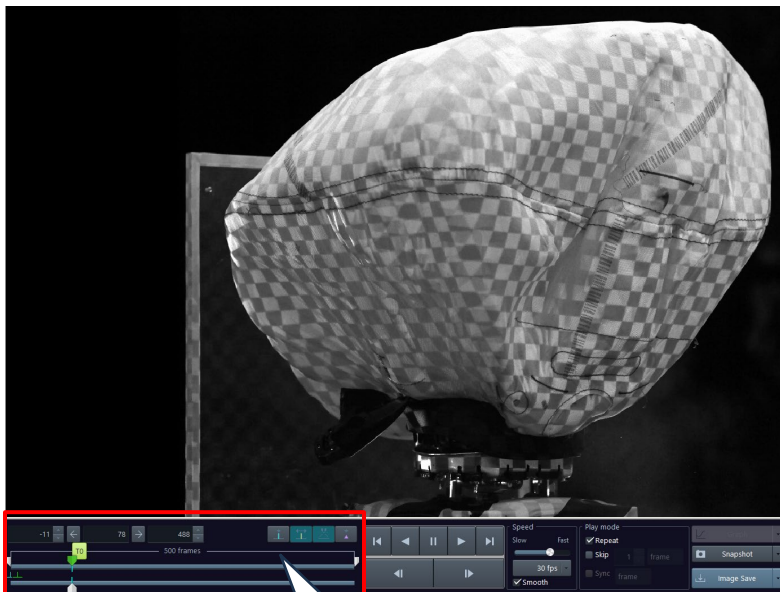 -11 78 488
T0
500 frames
Speed
Slow Fast
30 fps
Smooth
Play mode
Repeat
Skip 1 frame
Sync frame
Snapshot
Image Save